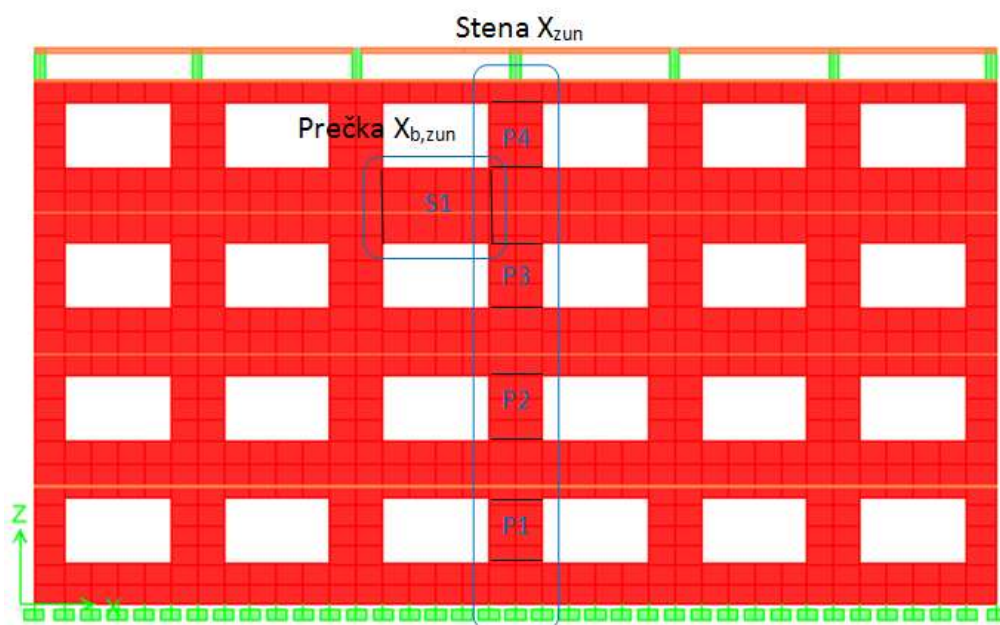 Stena Xzun
Prečka Xb,zun
P4
S1
P3
P2
P1
Z
X